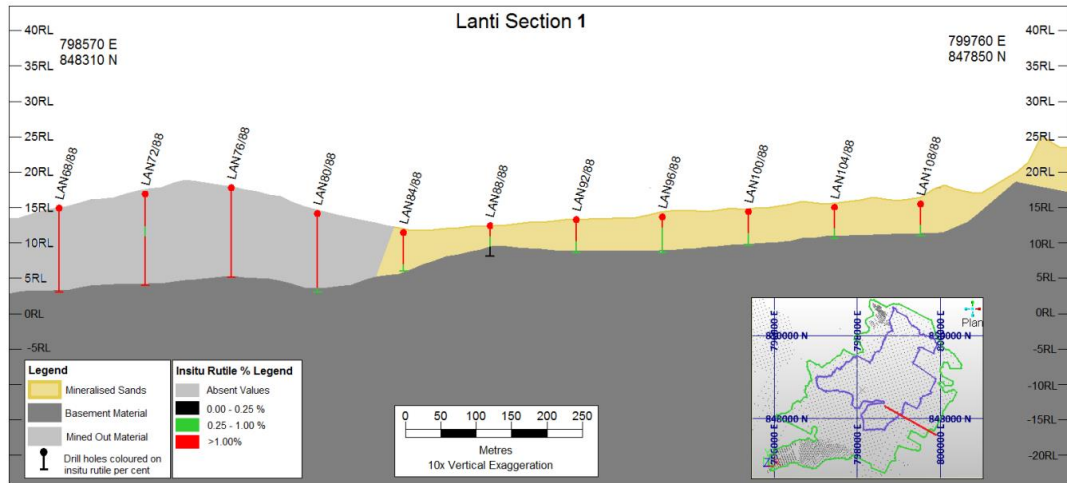 Lanti Section 1
40RL
35RL
30RL
25RL
20RL
15RL
10RL
5RL
0RL
-5RL
798570 E
848310 N
799760 E
847850 N
40RL
35RL
30RL
25RL
20RL
15RL
10RL
5RL
0RL
-5RL
-10RL
-15RL
-20RL
LAN68/88
LAN72/88
LAN76/88
LAN80/88
LAN84/88
LAN88/88
LAN92/88
LAN96/88
LAN100/88
LAN104/88
LAN108/88
Legend
Mineralised Sands
Basement Material
Mined Out Material
Drill holes coloured on
insitu rutile per cent
Insitu Rutile % Legend
Absent Values
0.00 - 0.25 %
0.25 - 1.00 %
>1.00%
0 50 100 150 200 250
Metres
10x Vertical Exaggeration
Plan
798000 E
848000 N
798000 E